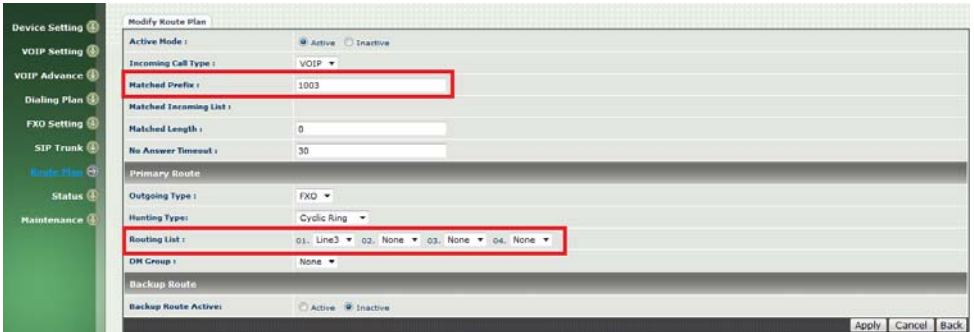 Device Setting
VOIP Setting
VOIP Advance
Dialing Plan
FXO Setting
SIP Trunk
Route Plan
Status
Maintenance
Modify Route Plan
Active Mode : Active Inactive
Incoming Call Type : VOIP
Matched Prefix : 1003
Matched Incoming List :
Matched Length : 0
No Answer Timeout : 30
Primary Route
Outgoing Type : FXO
Hunting Type: Cyclic Ring
Routing List : 01. Line3 02. None 03. None 04. None
DM Group : None
Backup Route
Backup Route Active: Active Inactive
Apply Cancel Back